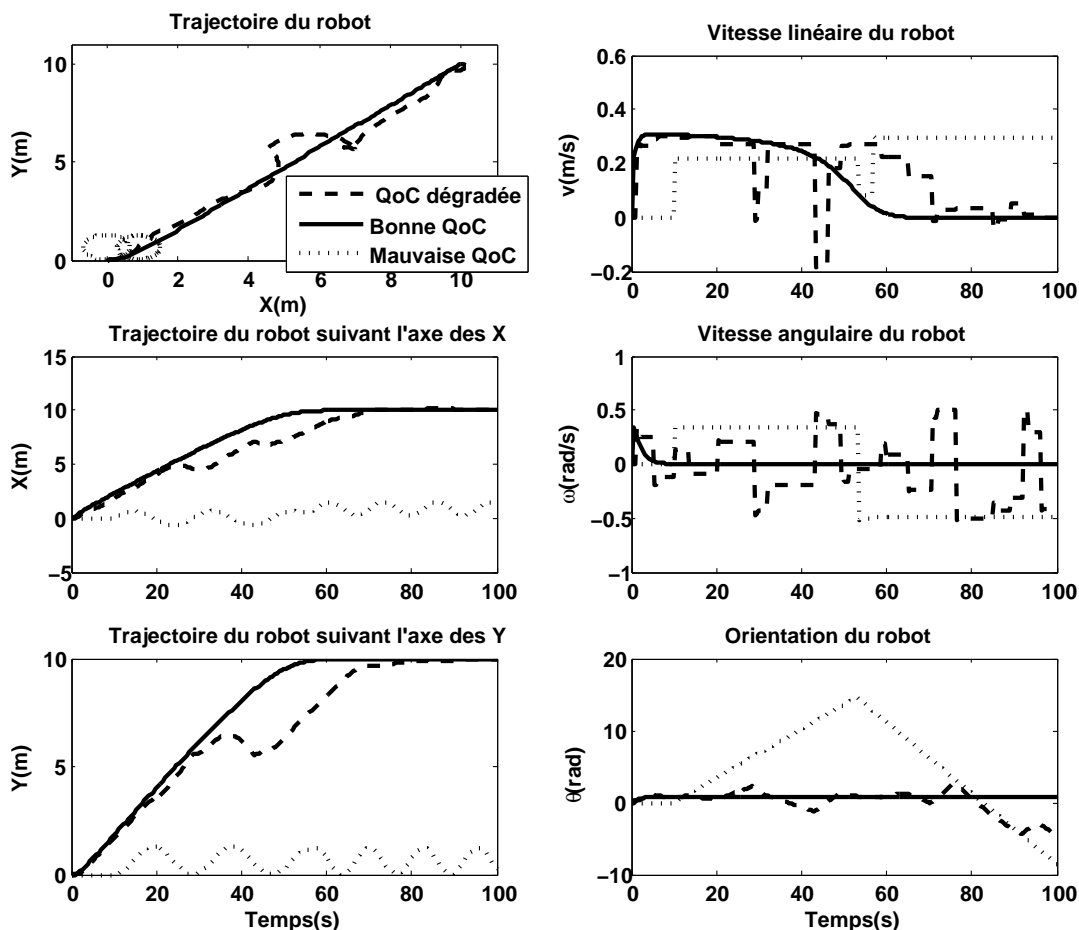 Trajectoire du robot
10
5
0
Y(m)
0 2 4 6 8 10
X(m)
QoC dégradée
Bonne QoC
Mauvaise QoC
Vitesse linéaire du robot
0.6
0.4
0.2
0
−0.2
v(m/s)
0 20 40 60 80 100
Trajectoire du robot suivant l'axe des X
15
10
5
0
−5
X(m)
0 20 40 60 80 100
Vitesse angulaire du robot
1
0.5
0
−0.5
−1
ω(rad/s)
0 20 40 60 80 100
Trajectoire du robot suivant l'axe des Y
10
5
0
Y(m)
0 20 40 60 80 100
Temps(s)
Orientation du robot
20
10
0
−10
θ(rad)
0 20 40 60 80 100
Temps(s)